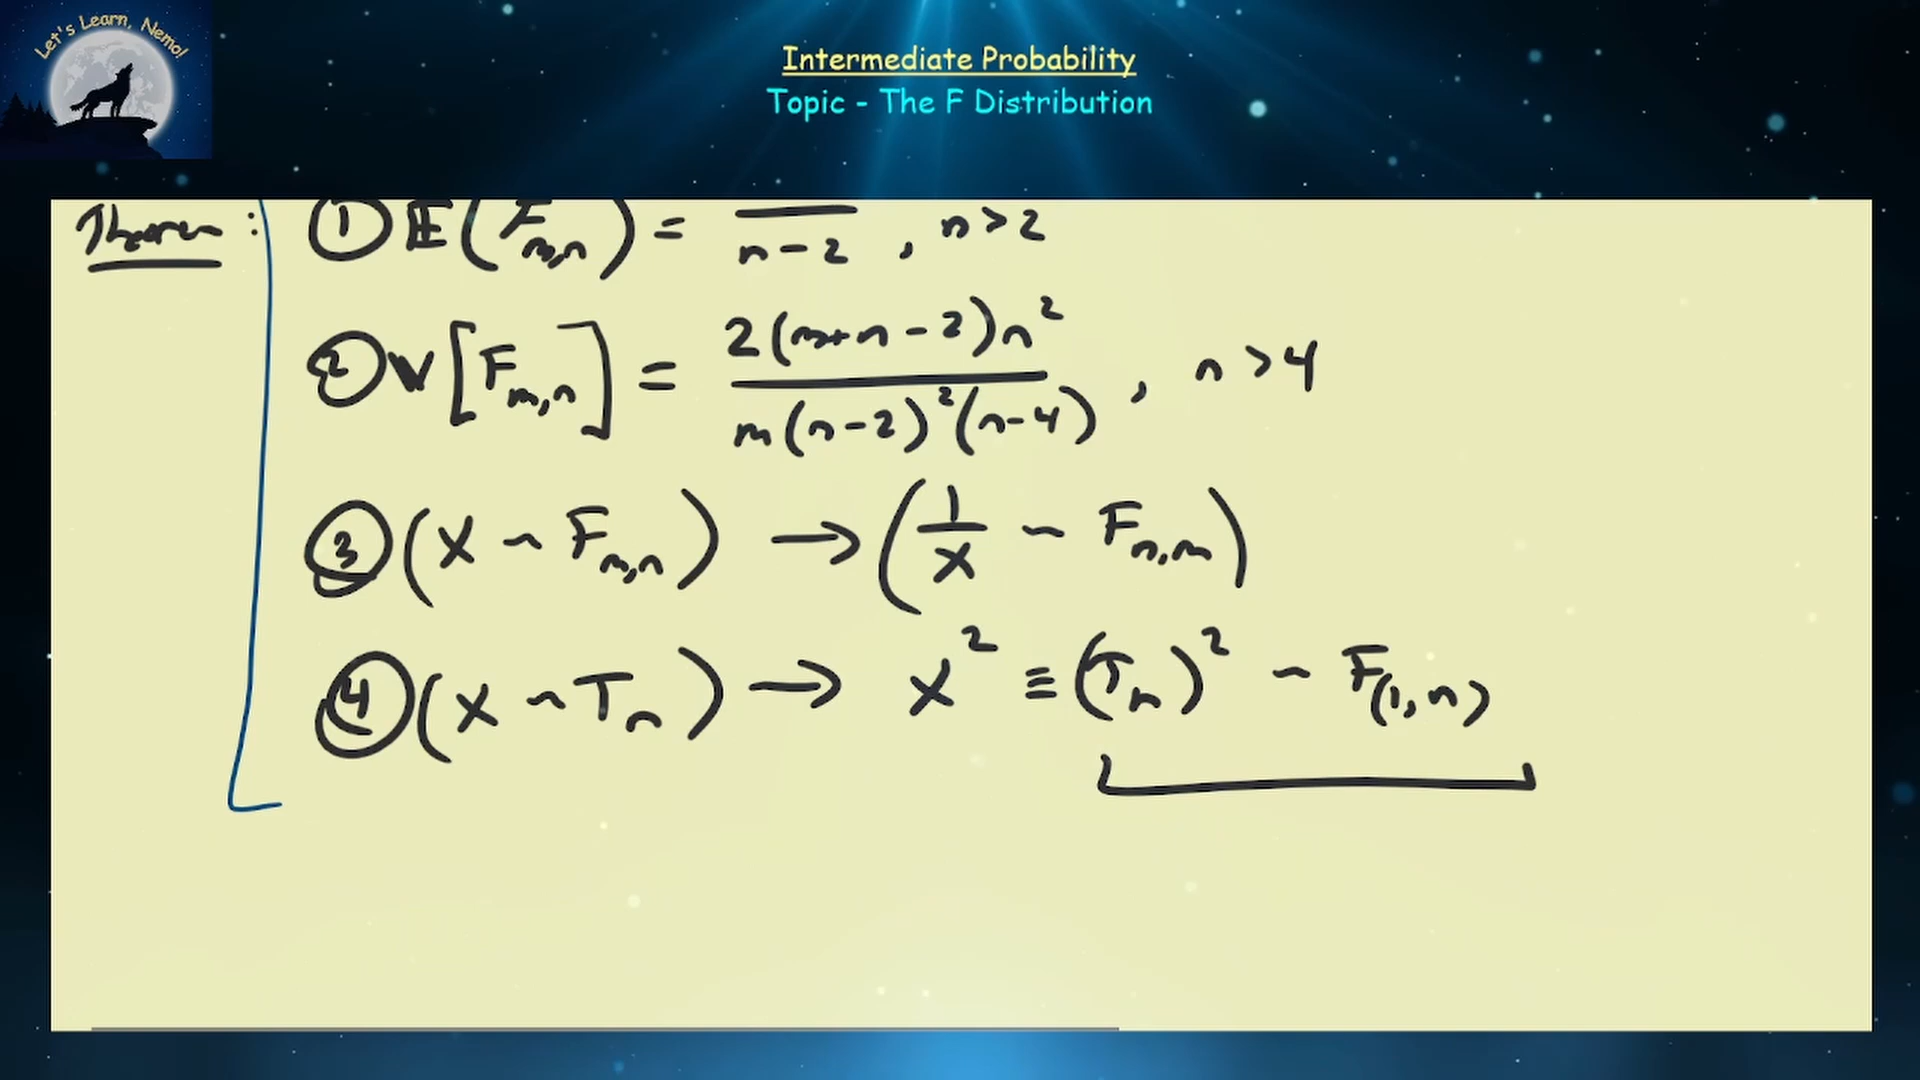 Let's Learn, Nemo!
Intermediate Probability
Topic - The F Distribution
Theorem : ① 𝔼(F_{m,n}) = ―/(n-2) , n>2
② V[F_{m,n}] = 2(m+n-2)n²/(m(n-2)²(n-4)) , n>4
③ (X ~ F_{m,n}) → (1/X ~ F_{n,m})
④ (X ~ T_n) → X² ≡ (T_n)² ~ F_{(1,n)}